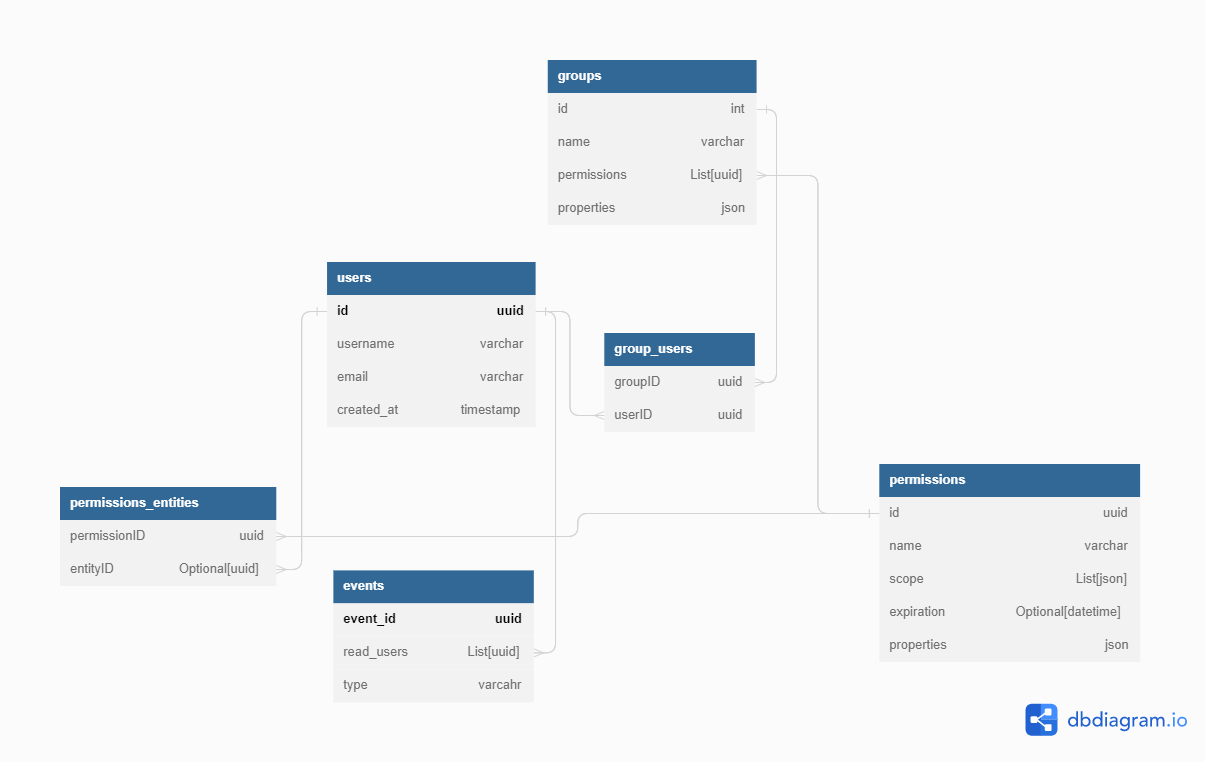 groups
id int
name varchar
permissions List[uuid]
properties json
users
id uuid
username varchar
email varchar
created_at timestamp
group_users
groupID uuid
userID uuid
permissions
id uuid
name varchar
scope List[json]
expiration Optional[datetime]
properties json
permissions_entities
permissionID uuid
entityID Optional[uuid]
events
event_id uuid
read_users List[uuid]
type varcahr
dbdiagram.io